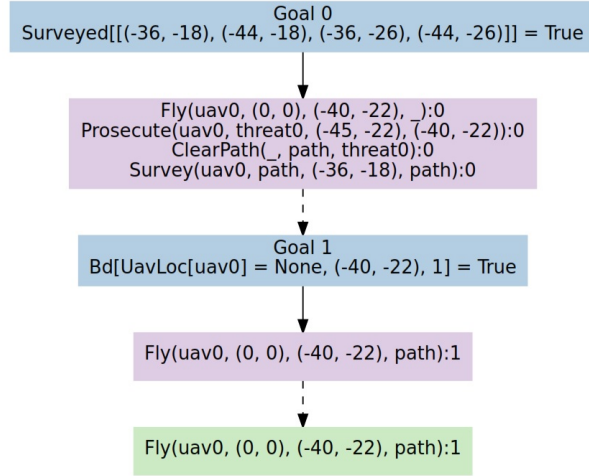 Goal 0
Surveyed[[(-36, -18), (-44, -18), (-36, -26), (-44, -26)]] = True
Fly(uav0, (0, 0), (-40, -22), _):0
Prosecute(uav0, threat0, (-45, -22), (-40, -22)):0
ClearPath(_, path, threat0):0
Survey(uav0, path, (-36, -18), path):0
Goal 1
Bd[UavLoc[uav0] = None, (-40, -22), 1] = True
Fly(uav0, (0, 0), (-40, -22), path):1
Fly(uav0, (0, 0), (-40, -22), path):1